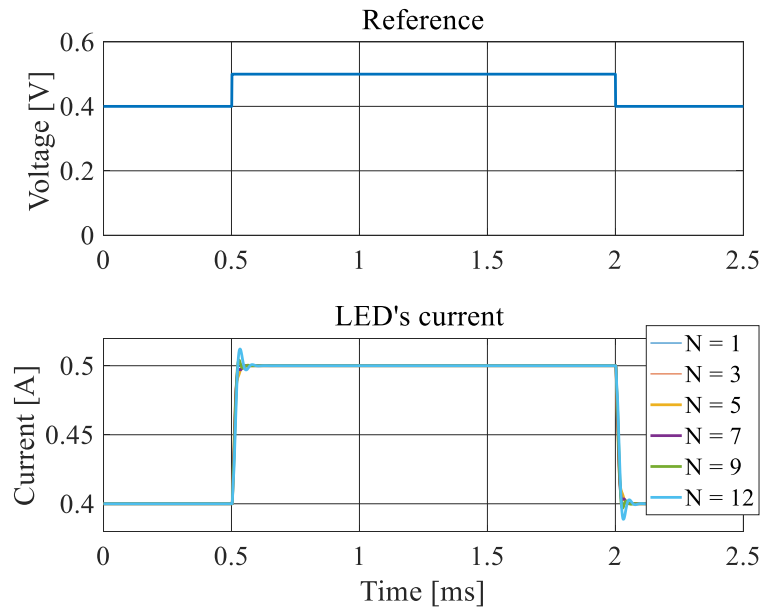 Reference
Voltage [V]
0.6
0.4
0.2
0
0 0.5 1 1.5 2 2.5
LED's current
Current [A]
0.5
0.45
0.4
0 0.5 1 1.5 2 2.5
Time [ms]
N = 1
N = 3
N = 5
N = 7
N = 9
N = 12